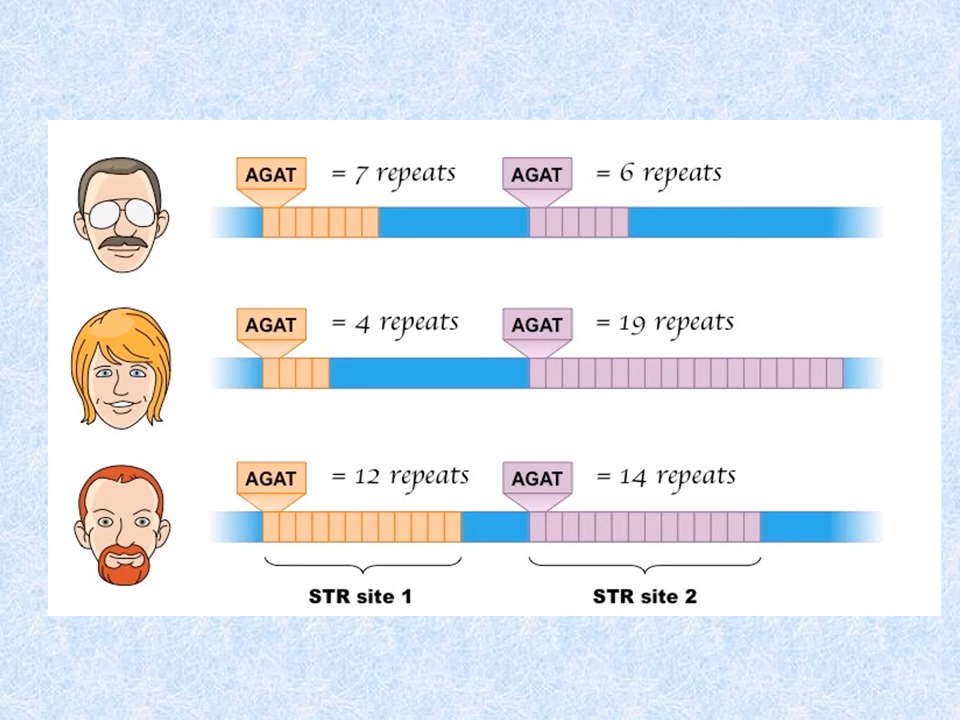 AGAT = 7 repeats AGAT = 6 repeats
AGAT = 4 repeats AGAT = 19 repeats
AGAT = 12 repeats AGAT = 14 repeats
STR site 1 STR site 2